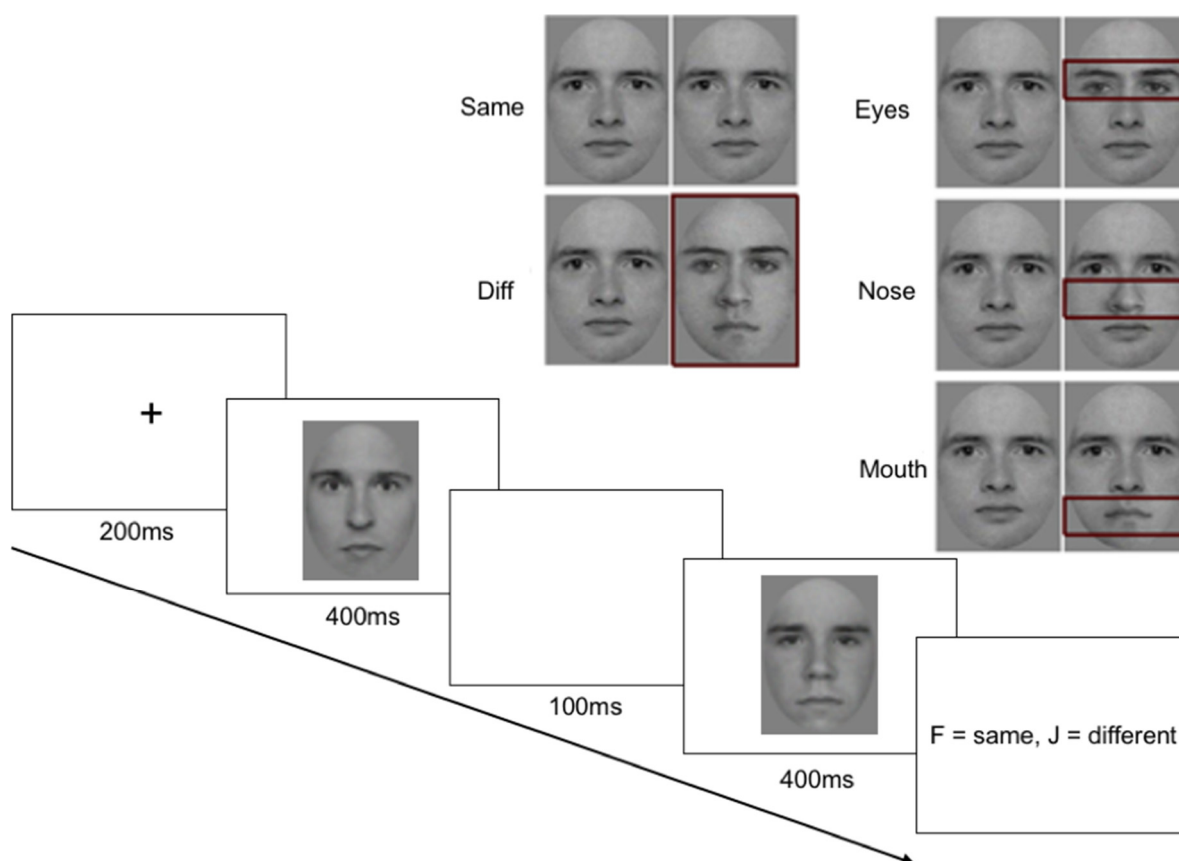 Same
Eyes
Diff
Nose
Mouth
+
200ms
400ms
100ms
400ms
F = same, J = different